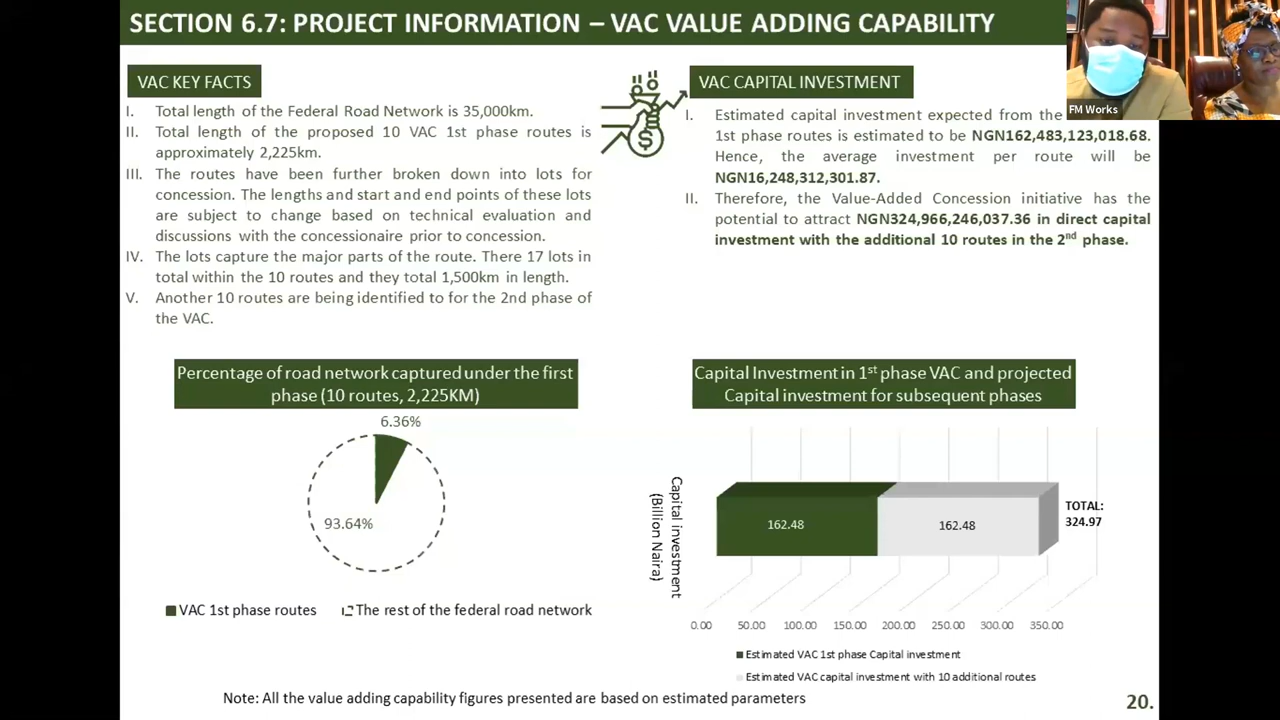 SECTION 6.7: PROJECT INFORMATION – VAC VALUE ADDING CAPABILITY
FM Works
VAC KEY FACTS
I. Total length of the Federal Road Network is 35,000km.
II. Total length of the proposed 10 VAC 1st phase routes is
approximately 2,225km.
III. The routes have been further broken down into lots for
concession. The lengths and start and end points of these lots
are subject to change based on technical evaluation and
discussions with the concessionaire prior to concession.
IV. The lots capture the major parts of the route. There 17 lots in
total within the 10 routes and they total 1,500km in length.
V. Another 10 routes are being identified to for the 2nd phase of
the VAC.
VAC CAPITAL INVESTMENT
I. Estimated capital investment expected from the
1st phase routes is estimated to be NGN162,483,123,018.68.
Hence, the average investment per route will be
NGN16,248,312,301.87.
II. Therefore, the Value-Added Concession initiative has the
potential to attract NGN324,966,246,037.36 in direct capital
investment with the additional 10 routes in the 2nd phase.
Percentage of road network captured under the first
phase (10 routes, 2,225KM)
6.36%
93.64%
VAC 1st phase routes The rest of the federal road network
Capital Investment in 1st phase VAC and projected
Capital investment for subsequent phases
Capital investment
(Billion Naira)
162.48 162.48
TOTAL:
324.97
0.00 50.00 100.00 150.00 200.00 250.00 300.00 350.00
Estimated VAC 1st phase Capital investment
Estimated VAC capital investment with 10 additional routes
Note: All the value adding capability figures presented are based on estimated parameters
20.